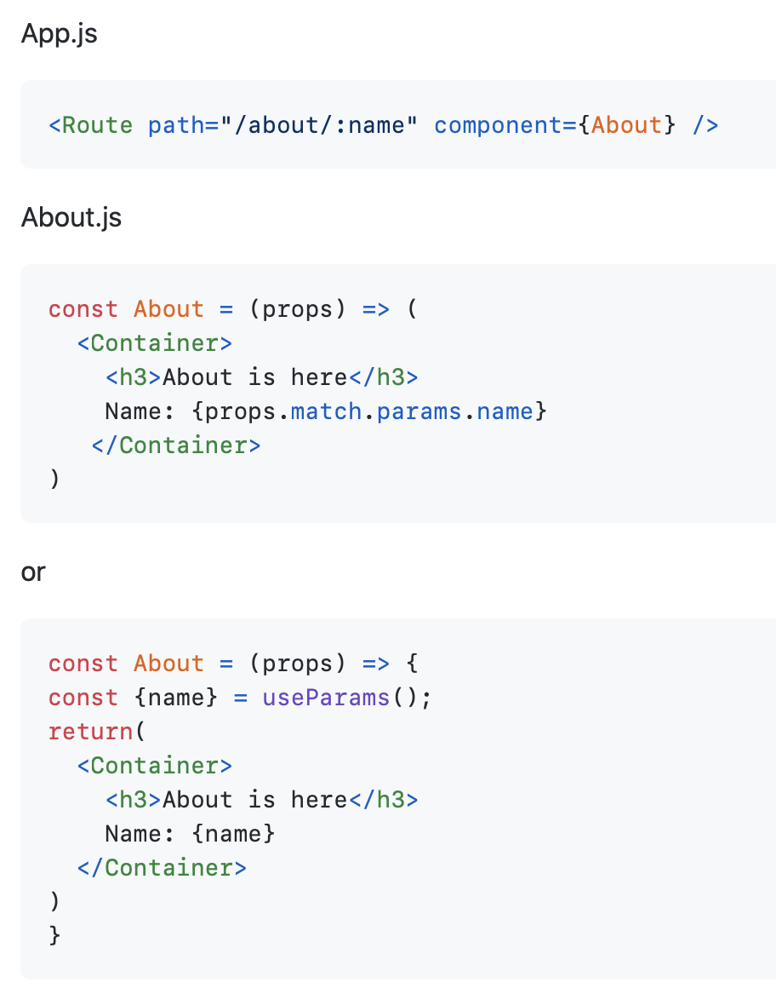 App.js
<Route path="/about/:name" component={About} />
About.js
const About = (props) => (
  <Container>
    <h3>About is here</h3>
    Name: {props.match.params.name}
   </Container>
)
or
const About = (props) => {
const {name} = useParams();
return(
  <Container>
    <h3>About is here</h3>
    Name: {name}
  </Container>
)
}